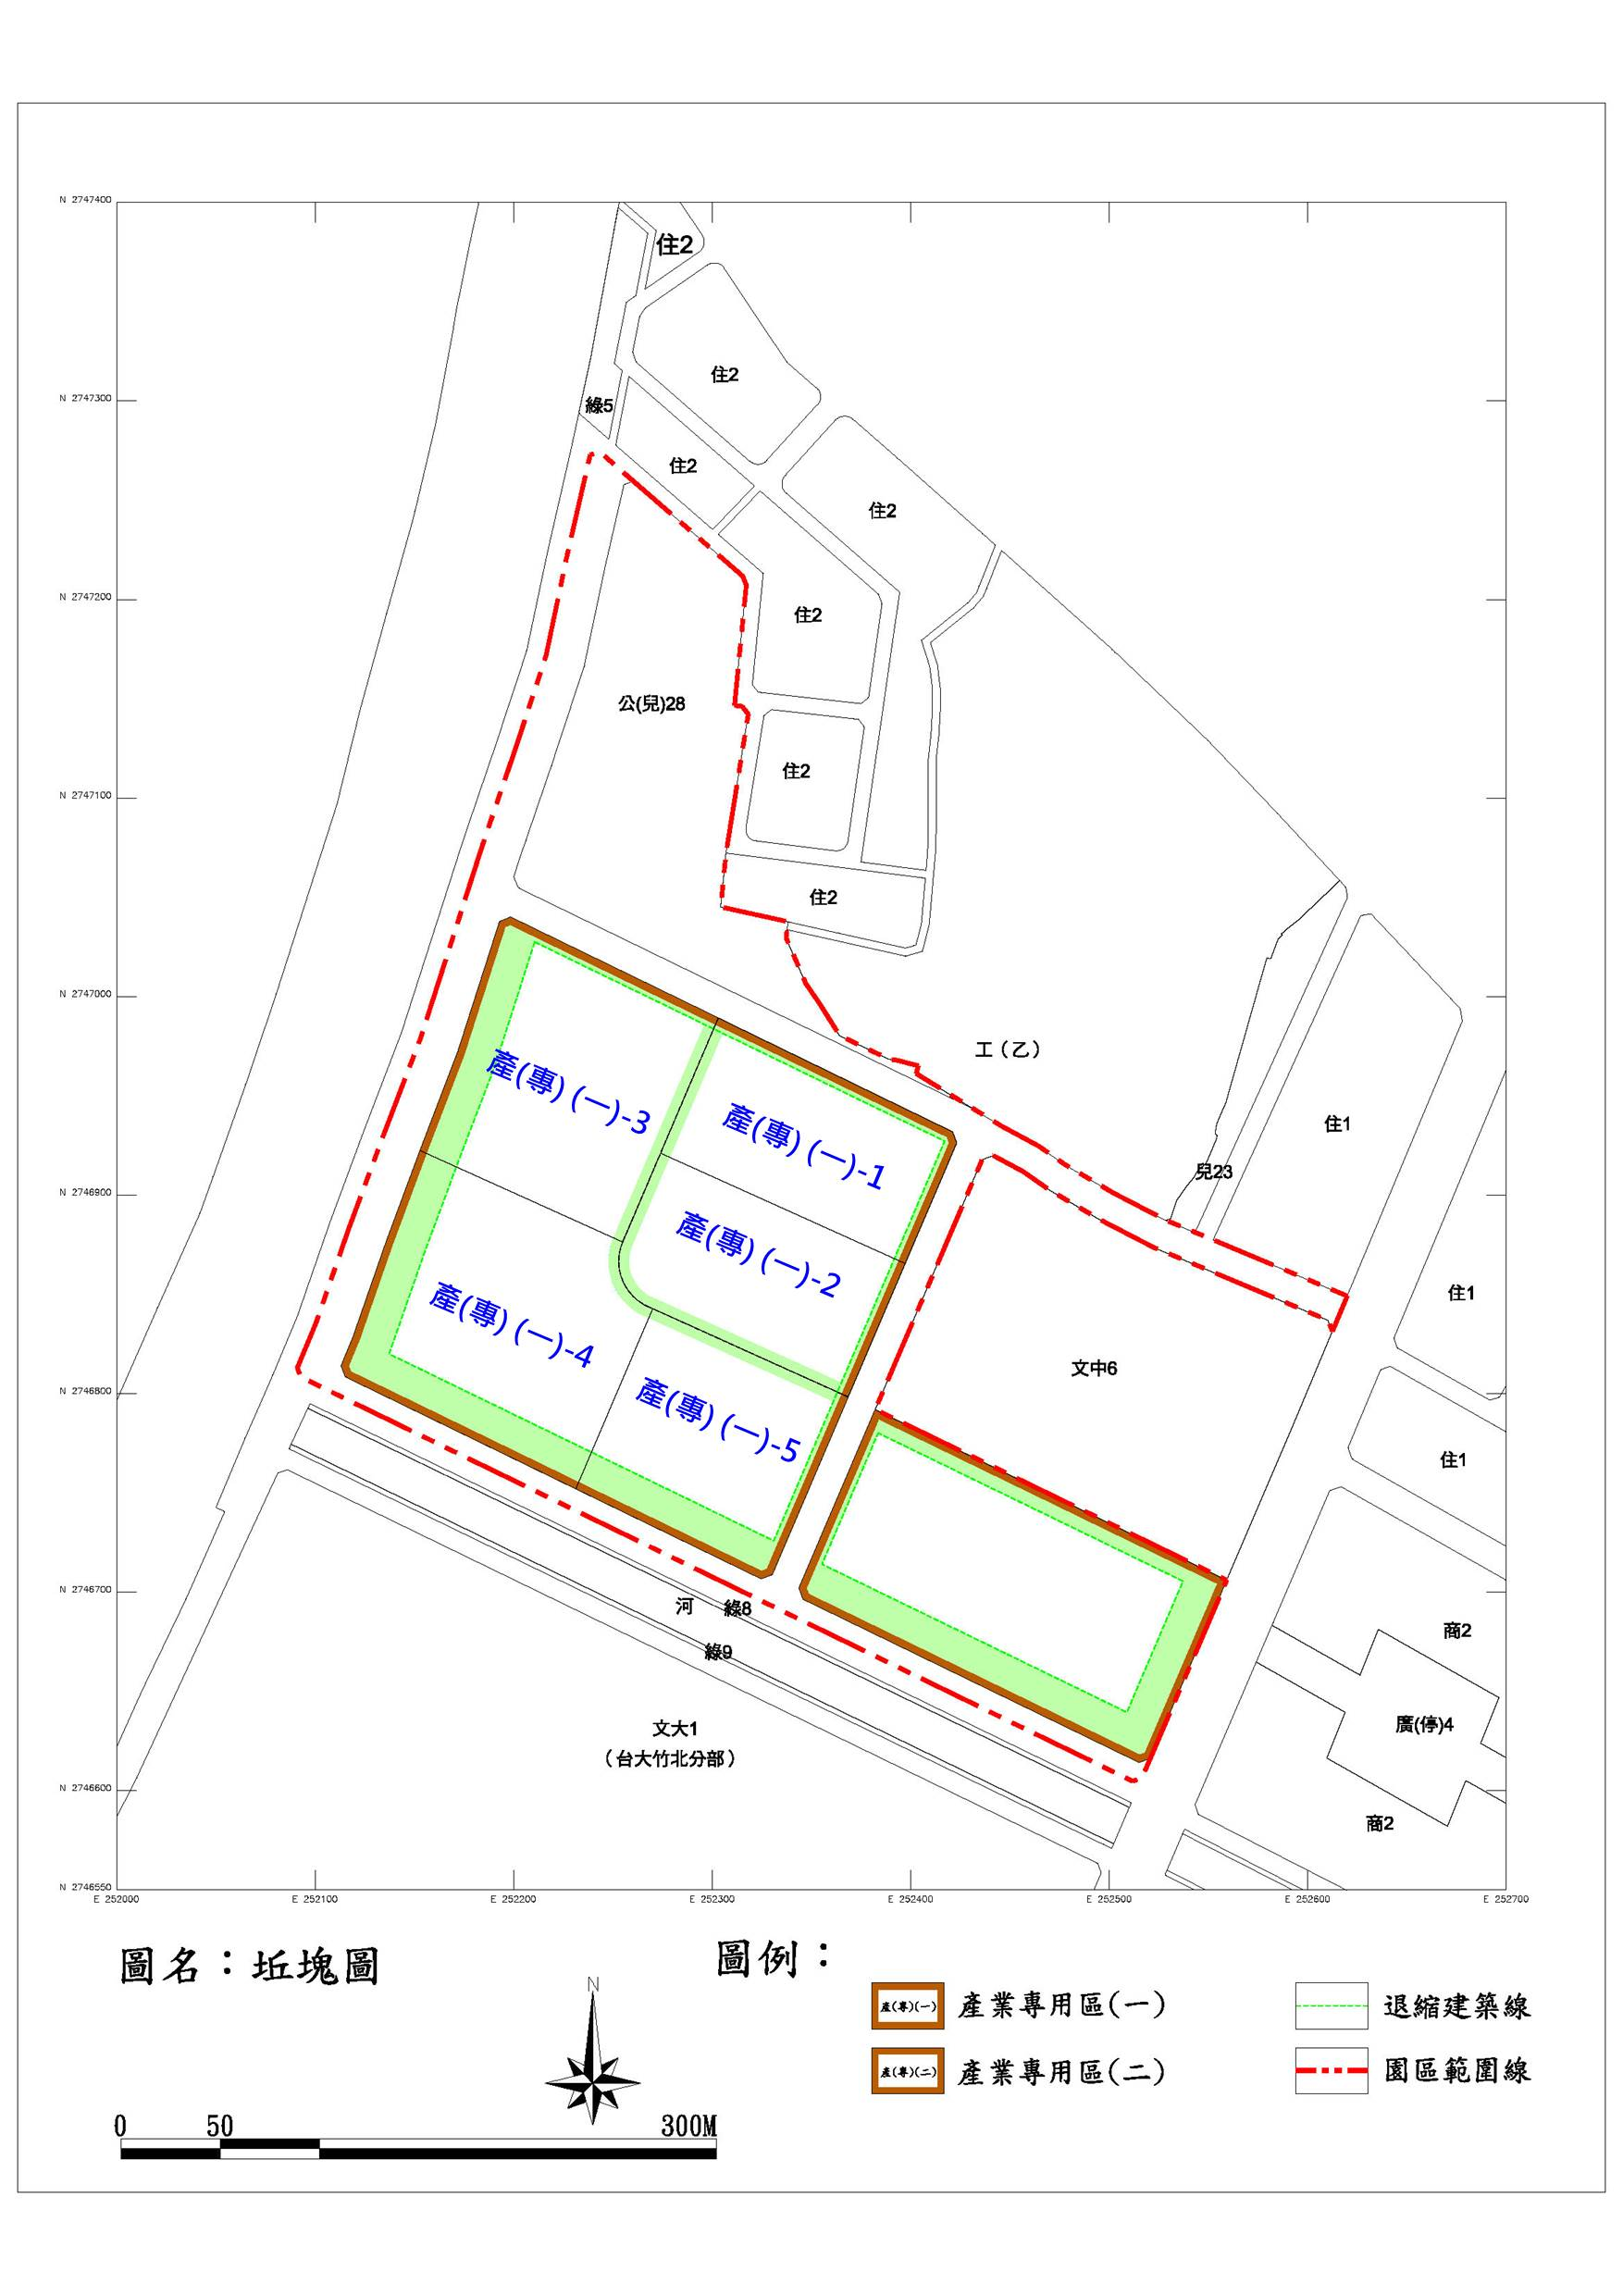 N 2747400
住2
住2
N 2747300
綠5
住2
住2
N 2747200
住2
公(兒)28
住2
N 2747100
住2
N 2747000
工（乙）
產(專)(一)-3
產(專)(一)-1
住1
兒23
N 2746900
產(專)(一)-2
住1
產(專)(一)-4
文中6
N 2746800
產(專)(一)-5
住1
N 2746700
河
綠8
商2
綠9
文大1
（台大竹北分部）
廣(停)4
N 2746600
商2
N 2746550
E 252000
E 252100
E 252200
E 252300
E 252400
E 252500
E 252600
E 252700
圖名：坵塊圖
圖例：
N
產(專)(一)
產業專用區(一)
退縮建築線
產(專)(二)
產業專用區(二)
園區範圍線
0
50
300M